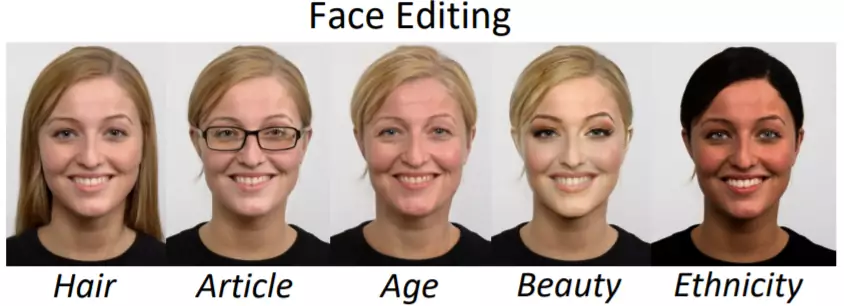 Face Editing
Hair Article Age Beauty Ethnicity